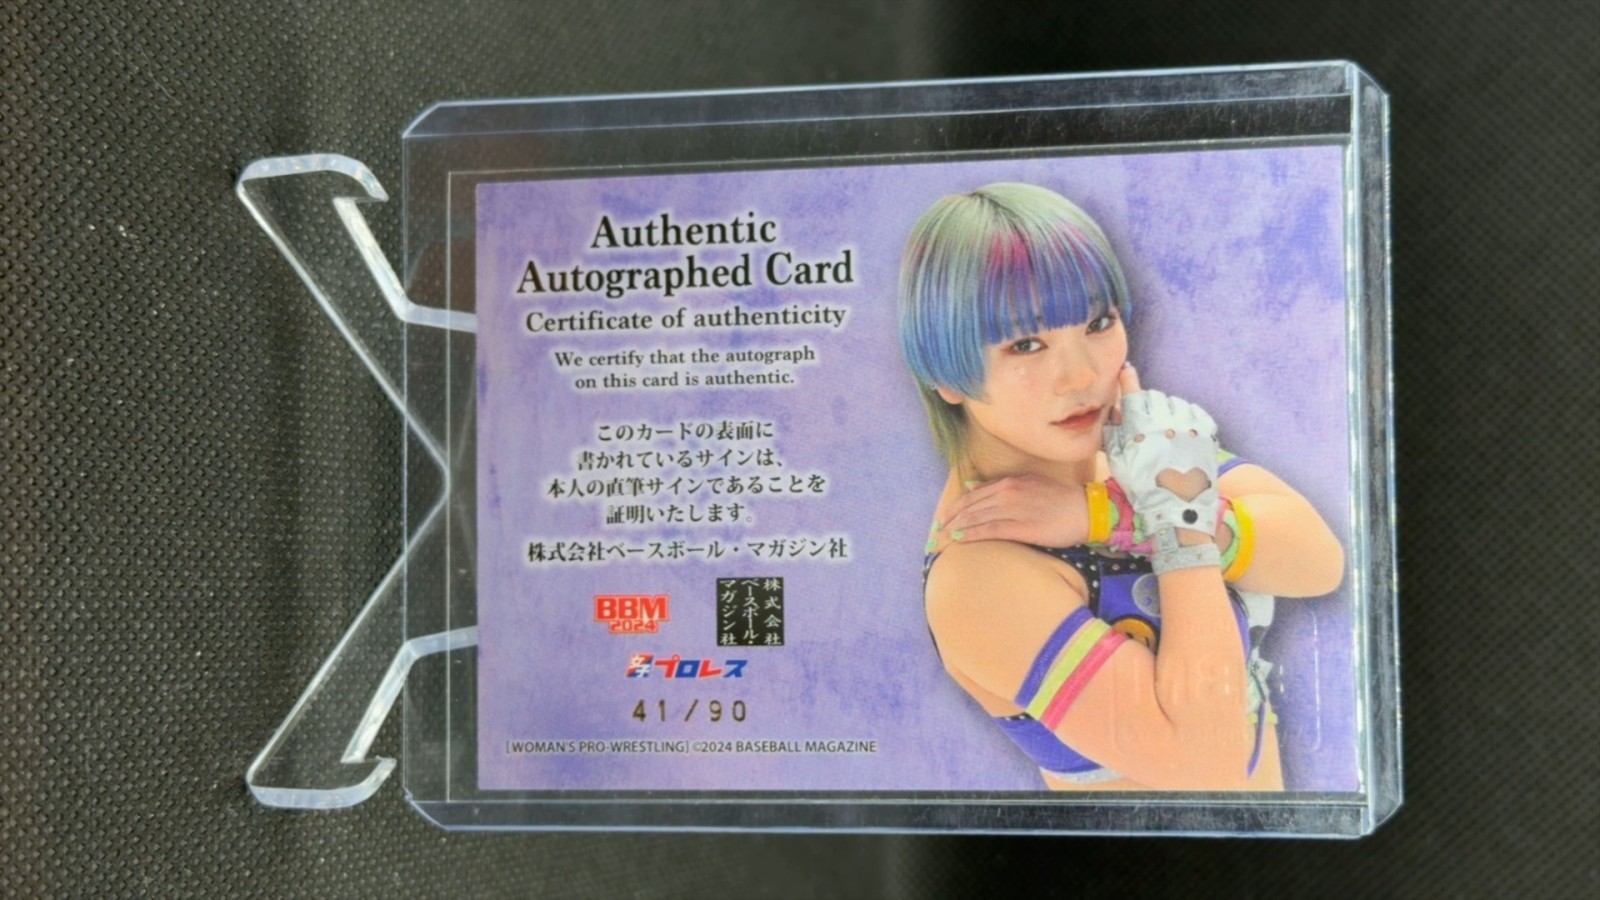 Authentic
Autographed Card
Certificate of authenticity
We certify that the autograph
on this card is authentic.
このカードの表面に
書かれているサインは、
本人の直筆サインであることを
証明いたします。
株式会社ベースボール・マガジン社
BBM
2024
株式会社
ベースボール・
マガジン社
女子プロレス
41/90
[WOMAN'S PRO-WRESTLING] ©2024 BASEBALL MAGAZINE